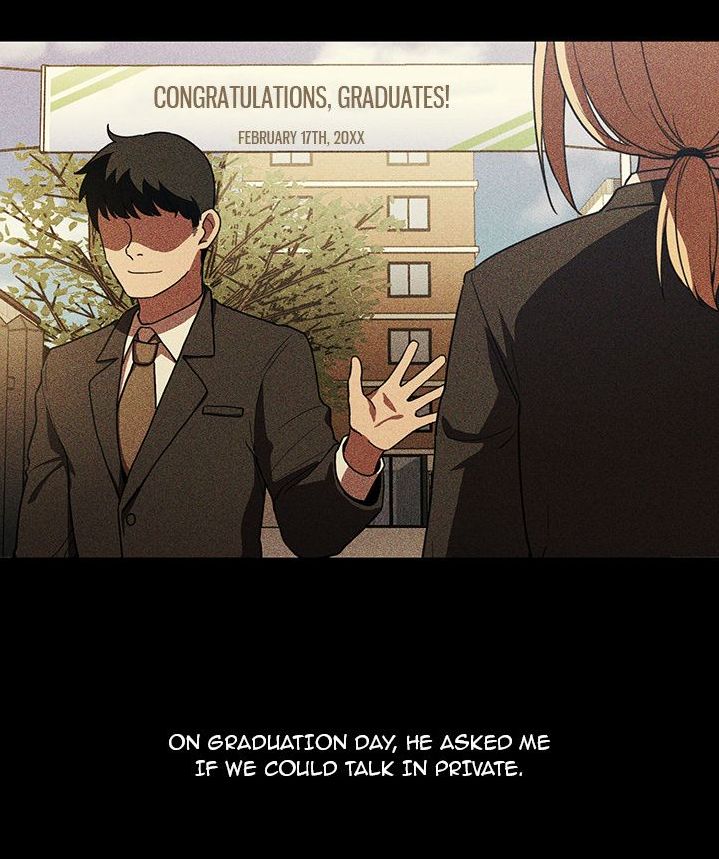 CONGRATULATIONS, GRADUATES!
FEBRUARY 17TH, 20XX
ON GRADUATION DAY, HE ASKED ME
IF WE COULD TALK IN PRIVATE.